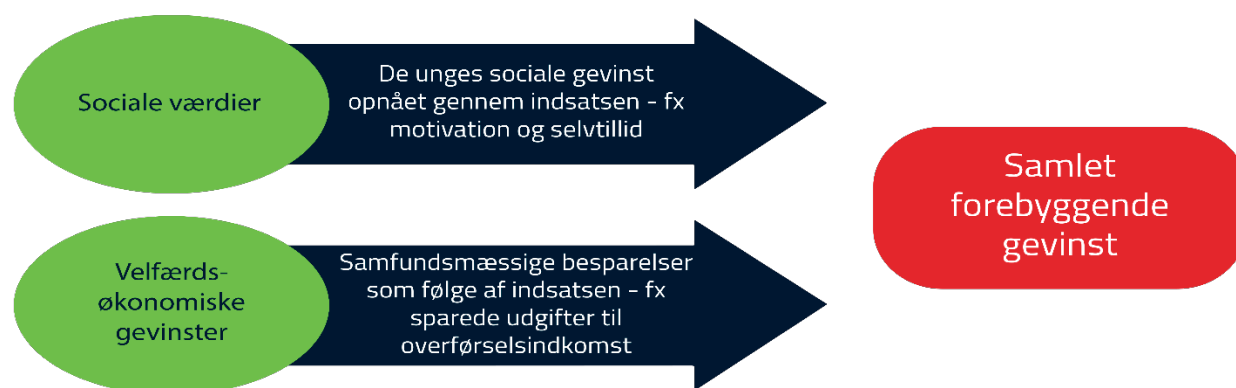 Sociale værdier
De unges sociale gevinst
opnået gennem indsatsen - fx
motivation og selvtillid
Velfærds-
økonomiske
gevinster
Samfundsmæssige besparelser
som følge af indsatsen - fx
sparede udgifter til
overførselsindkomst
Samlet
forebyggende
gevinst